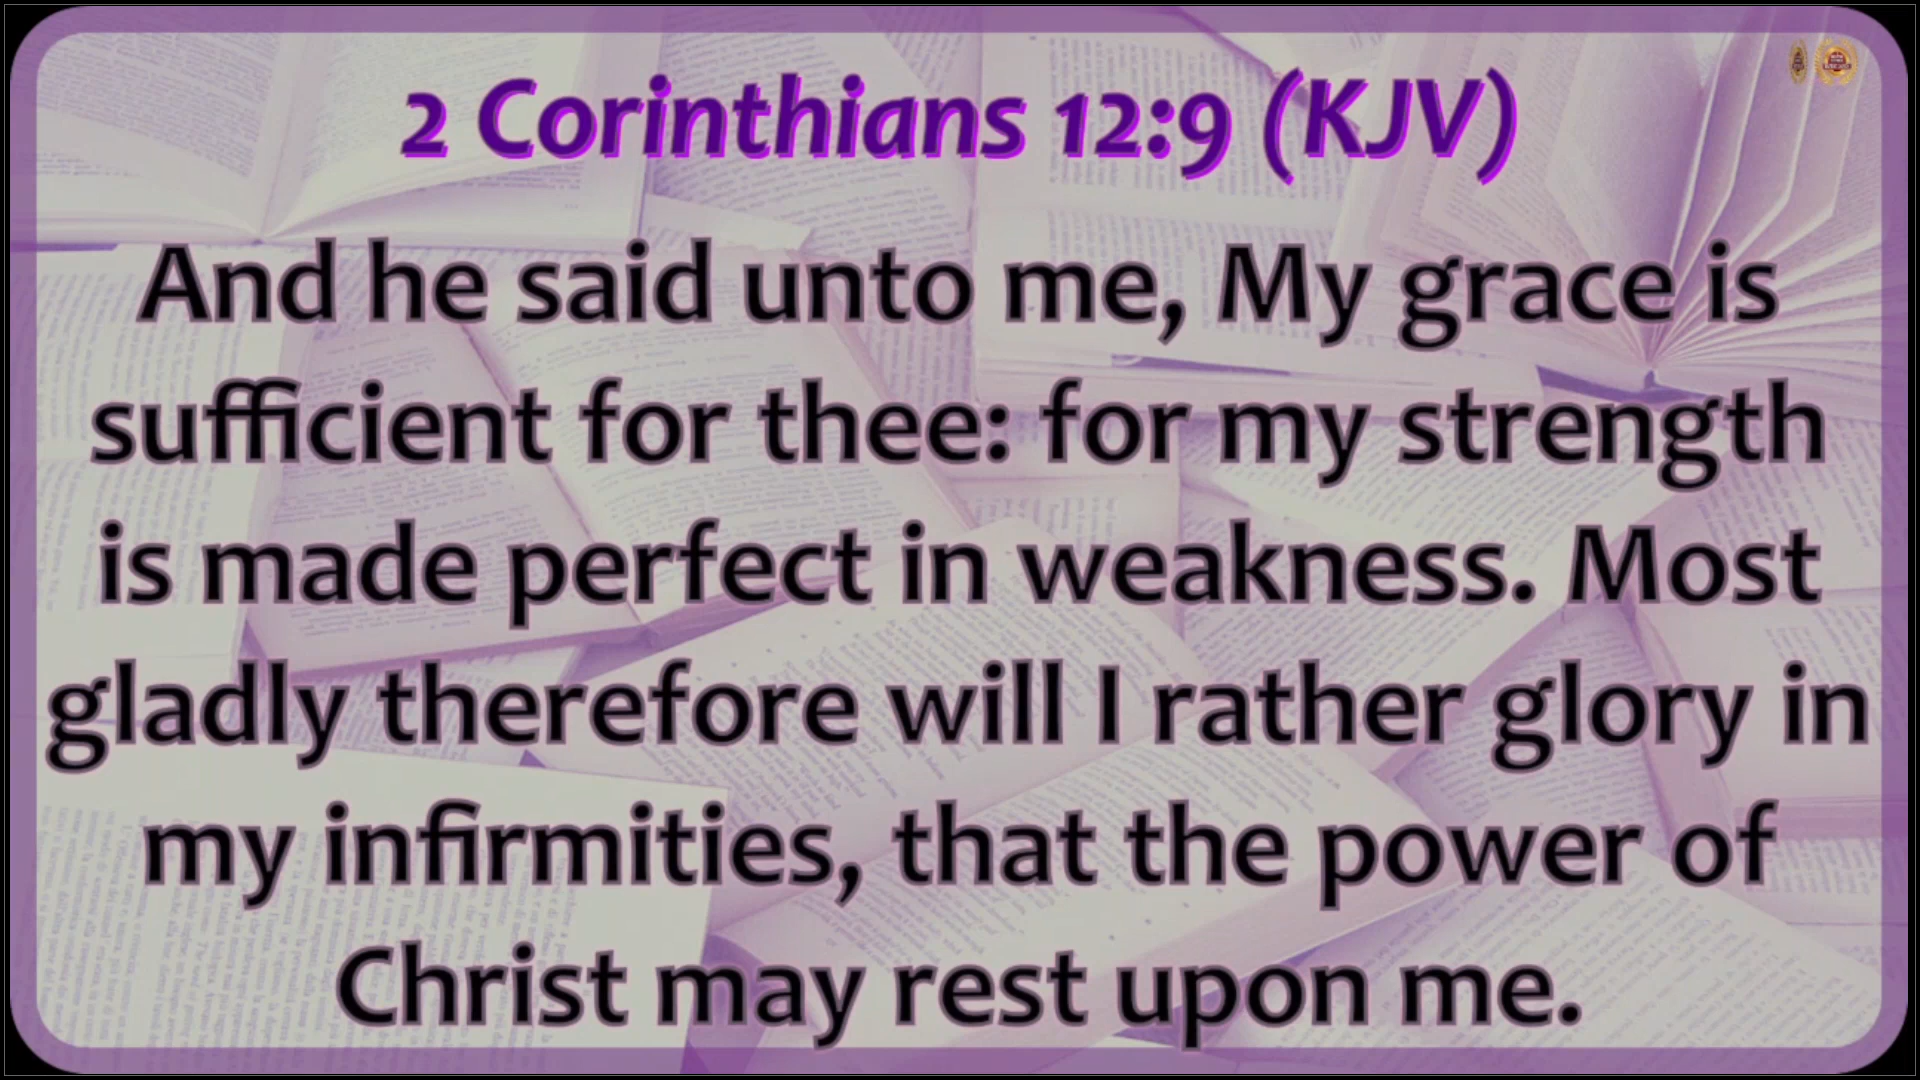 2 Corinthians 12:9 (KJV)
And he said unto me, My grace is
sufficient for thee: for my strength
is made perfect in weakness. Most
gladly therefore will I rather glory in
my infirmities, that the power of
Christ may rest upon me.